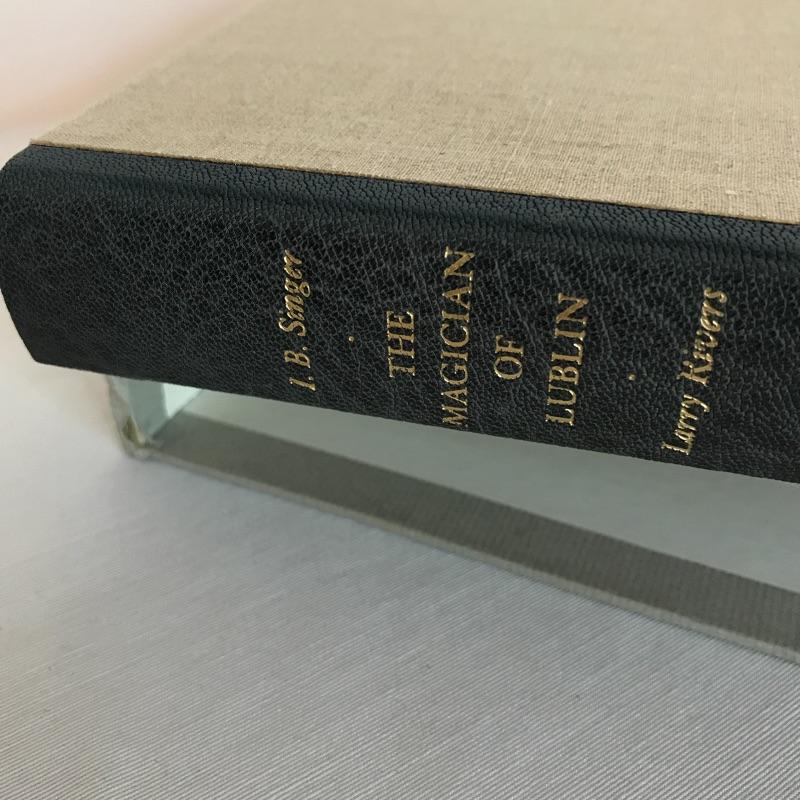 I. B. Singer
·
THE
MAGICIAN
OF
LUBLIN
·
Larry Rivers